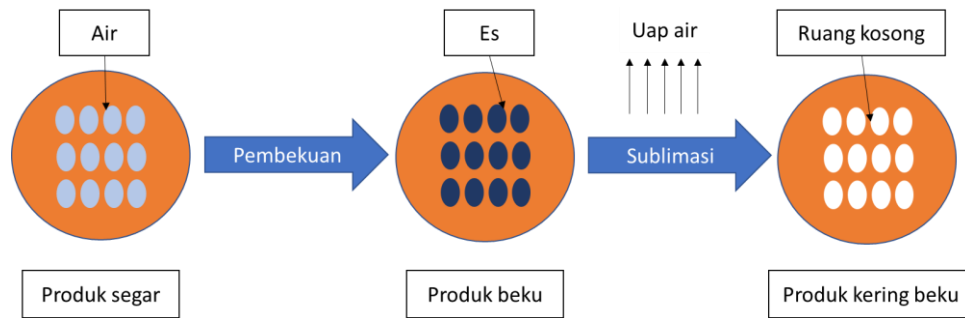 Air
Es
Uap air
Ruang kosong
Pembekuan
Sublimasi
Produk segar
Produk beku
Produk kering beku